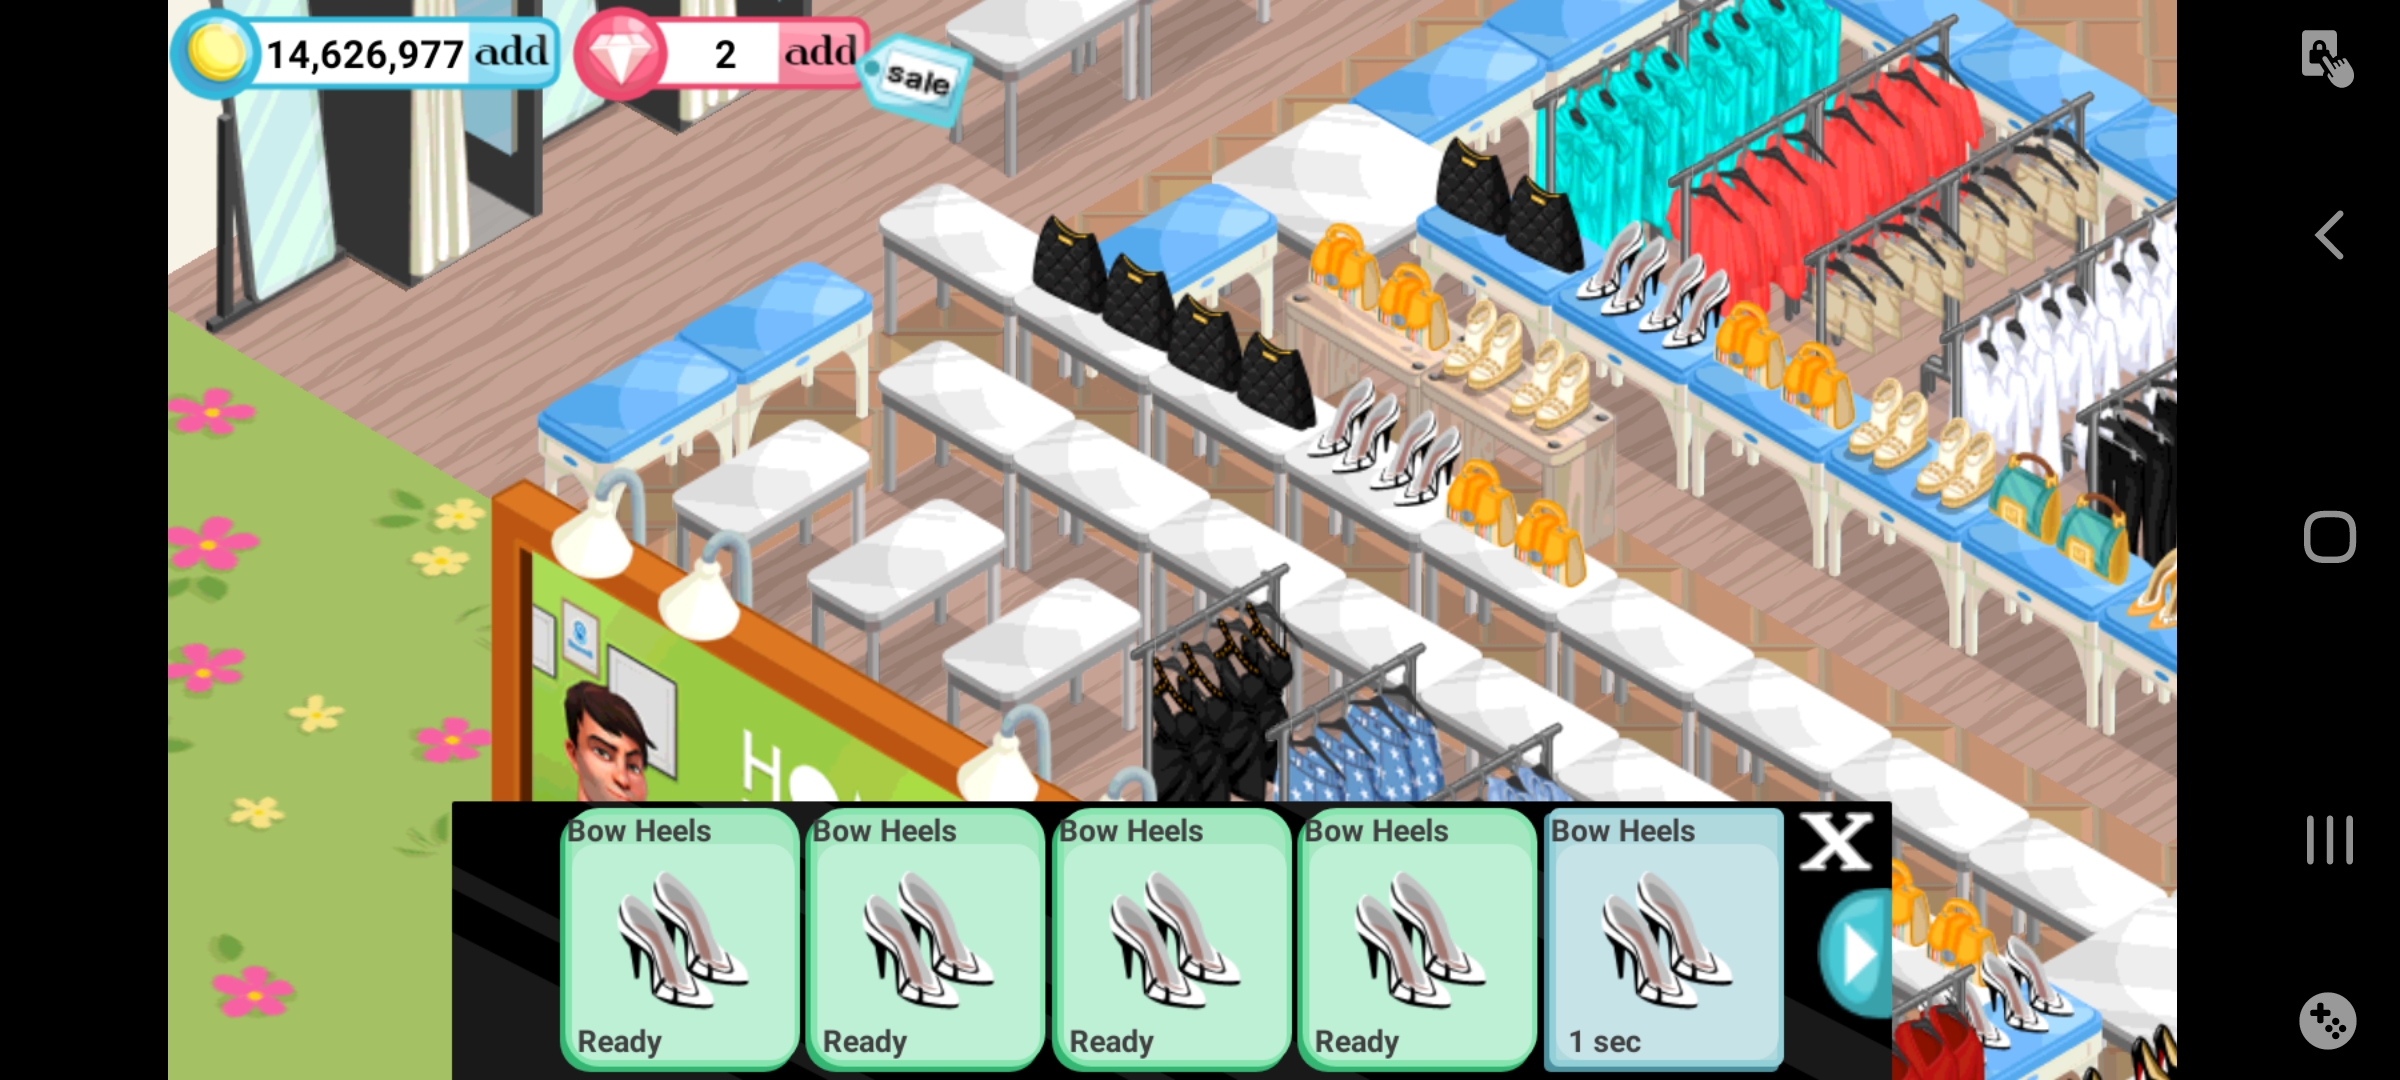 14,626,977 add
2 add
sale
Bow Heels
Bow Heels
Bow Heels
Bow Heels
Bow Heels
Ready
Ready
Ready
Ready
1 sec
X